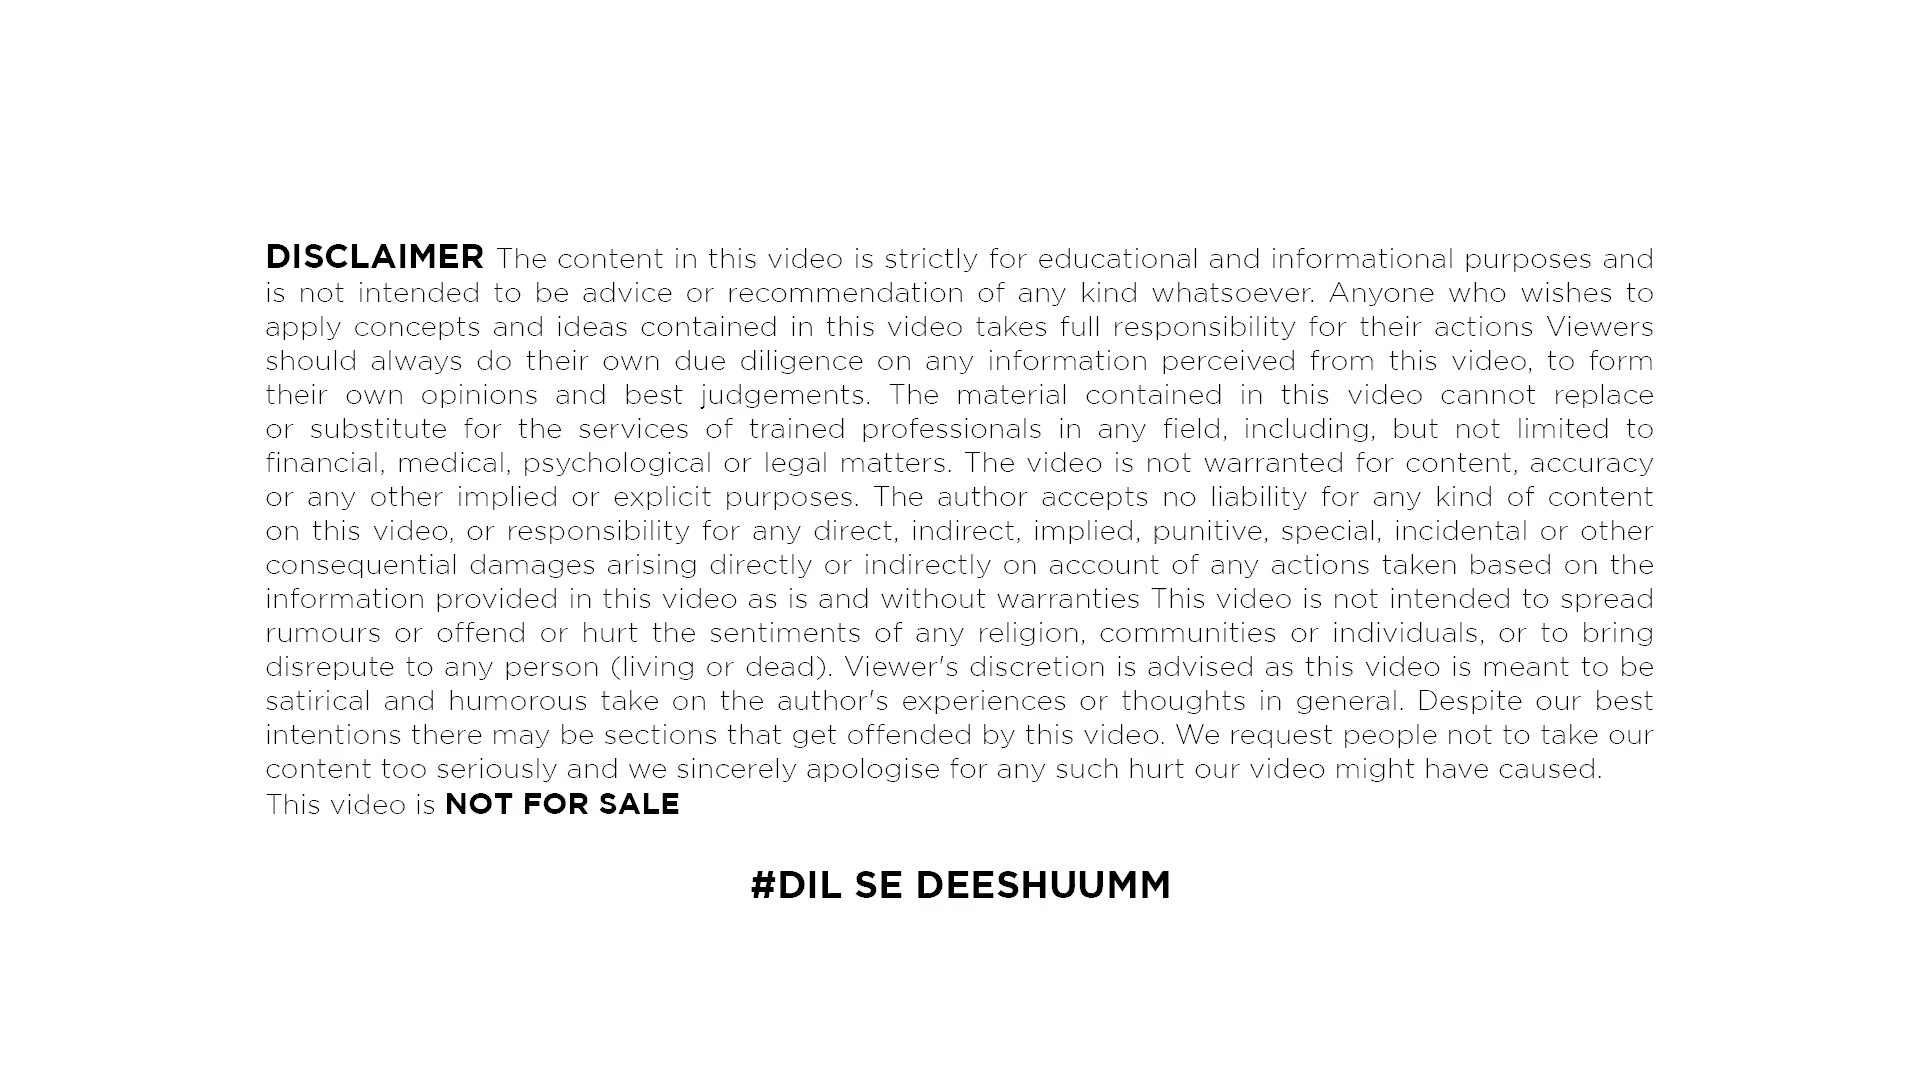 DISCLAIMER The content in this video is strictly for educational and informational purposes and
is not intended to be advice or recommendation of any kind whatsoever. Anyone who wishes to
apply concepts and ideas contained in this video takes full responsibility for their actions Viewers
should always do their own due diligence on any information perceived from this video, to form
their own opinions and best judgements. The material contained in this video cannot replace
or substitute for the services of trained professionals in any field, including, but not limited to
financial, medical, psychological or legal matters. The video is not warranted for content, accuracy
or any other implied or explicit purposes. The author accepts no liability for any kind of content
on this video, or responsibility for any direct, indirect, implied, punitive, special, incidental or other
consequential damages arising directly or indirectly on account of any actions taken based on the
information provided in this video as is and without warranties This video is not intended to spread
rumours or offend or hurt the sentiments of any religion, communities or individuals, or to bring
disrepute to any person (living or dead). Viewer's discretion is advised as this video is meant to be
satirical and humorous take on the author's experiences or thoughts in general. Despite our best
intentions there may be sections that get offended by this video. We request people not to take our
content too seriously and we sincerely apologise for any such hurt our video might have caused.
This video is NOT FOR SALE
#DIL SE DEESHUUMM